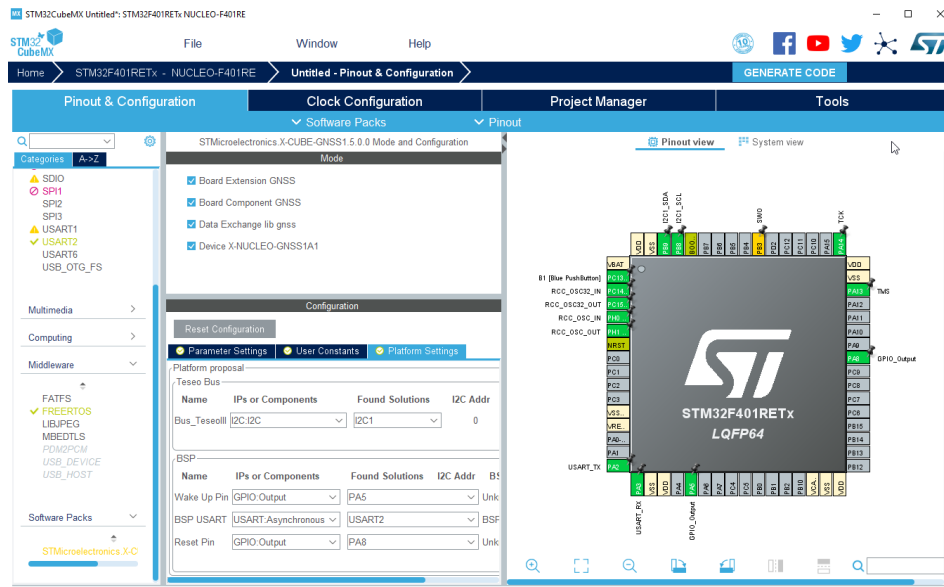 STM32CubeMX Untitled*: STM32F401RETx NUCLEO-F401RE
STM32 CubeMX
File Window Help
Home STM32F401RETx - NUCLEO-F401RE Untitled - Pinout & Configuration GENERATE CODE
Pinout & Configuration Clock Configuration Project Manager Tools
Software Packs Pinout
Categories A->Z
SDIO
SPI1
SPI2
SPI3
USART1
USART2
USART6
USB_OTG_FS
Multimedia
Computing
Middleware
FATFS
FREERTOS
LIBJPEG
MBEDTLS
PDM2PCM
USB_DEVICE
USB_HOST
Software Packs
STMicroelectronics.X-C
STMicroelectronics.X-CUBE-GNSS1.5.0.0 Mode and Configuration
Mode
Board Extension GNSS
Board Component GNSS
Data Exchange lib gnss
Device X-NUCLEO-GNSS1A1
Configuration
Reset Configuration
Parameter Settings User Constants Platform Settings
Platform proposal
Teseo Bus
Name IPs or Components Found Solutions I2C Addr
Bus_TeseoIII I2C:I2C I2C1 0
BSP
Name IPs or Components Found Solutions I2C Addr BS
Wake Up Pin GPIO:Output PA5 Unk
BSP USART USART:Asynchronous USART2 BSF
Reset Pin GPIO:Output PA8 Unk
Pinout view System view
I2C1_SDA
I2C1_SCL
SWO
TCK
VDD
VSS
PB9
PB8
BOO..
PB7
PB6
PB5
PB4
PB3
PD2
PC12
PC11
PC10
PA15
PA14
VBAT
B1 [Blue PushButton] PC13..
RCC_OSC32_IN PC14..
RCC_OSC32_OUT PC15..
RCC_OSC_IN PH0 ..
RCC_OSC_OUT PH1 ..
NRST
PC0
PC1
PC2
PC3
VSS..
VRE..
PA0-..
PA1
USART_TX PA2
VDD
VSS
PA13 TMS
PA12
PA11
PA10
PA9
PA8 GPIO_Output
PC9
PC8
PC7
PC6
PB15
PB14
PB13
PB12
STM32F401RETx
LQFP64
PA3
VSS
VDD
PA4
PA5
PA6
PA7
PC4
PC5
PB0
PB1
PB2
PB10
VCA..
VSS
VDD
USART_RX
GPIO_Output